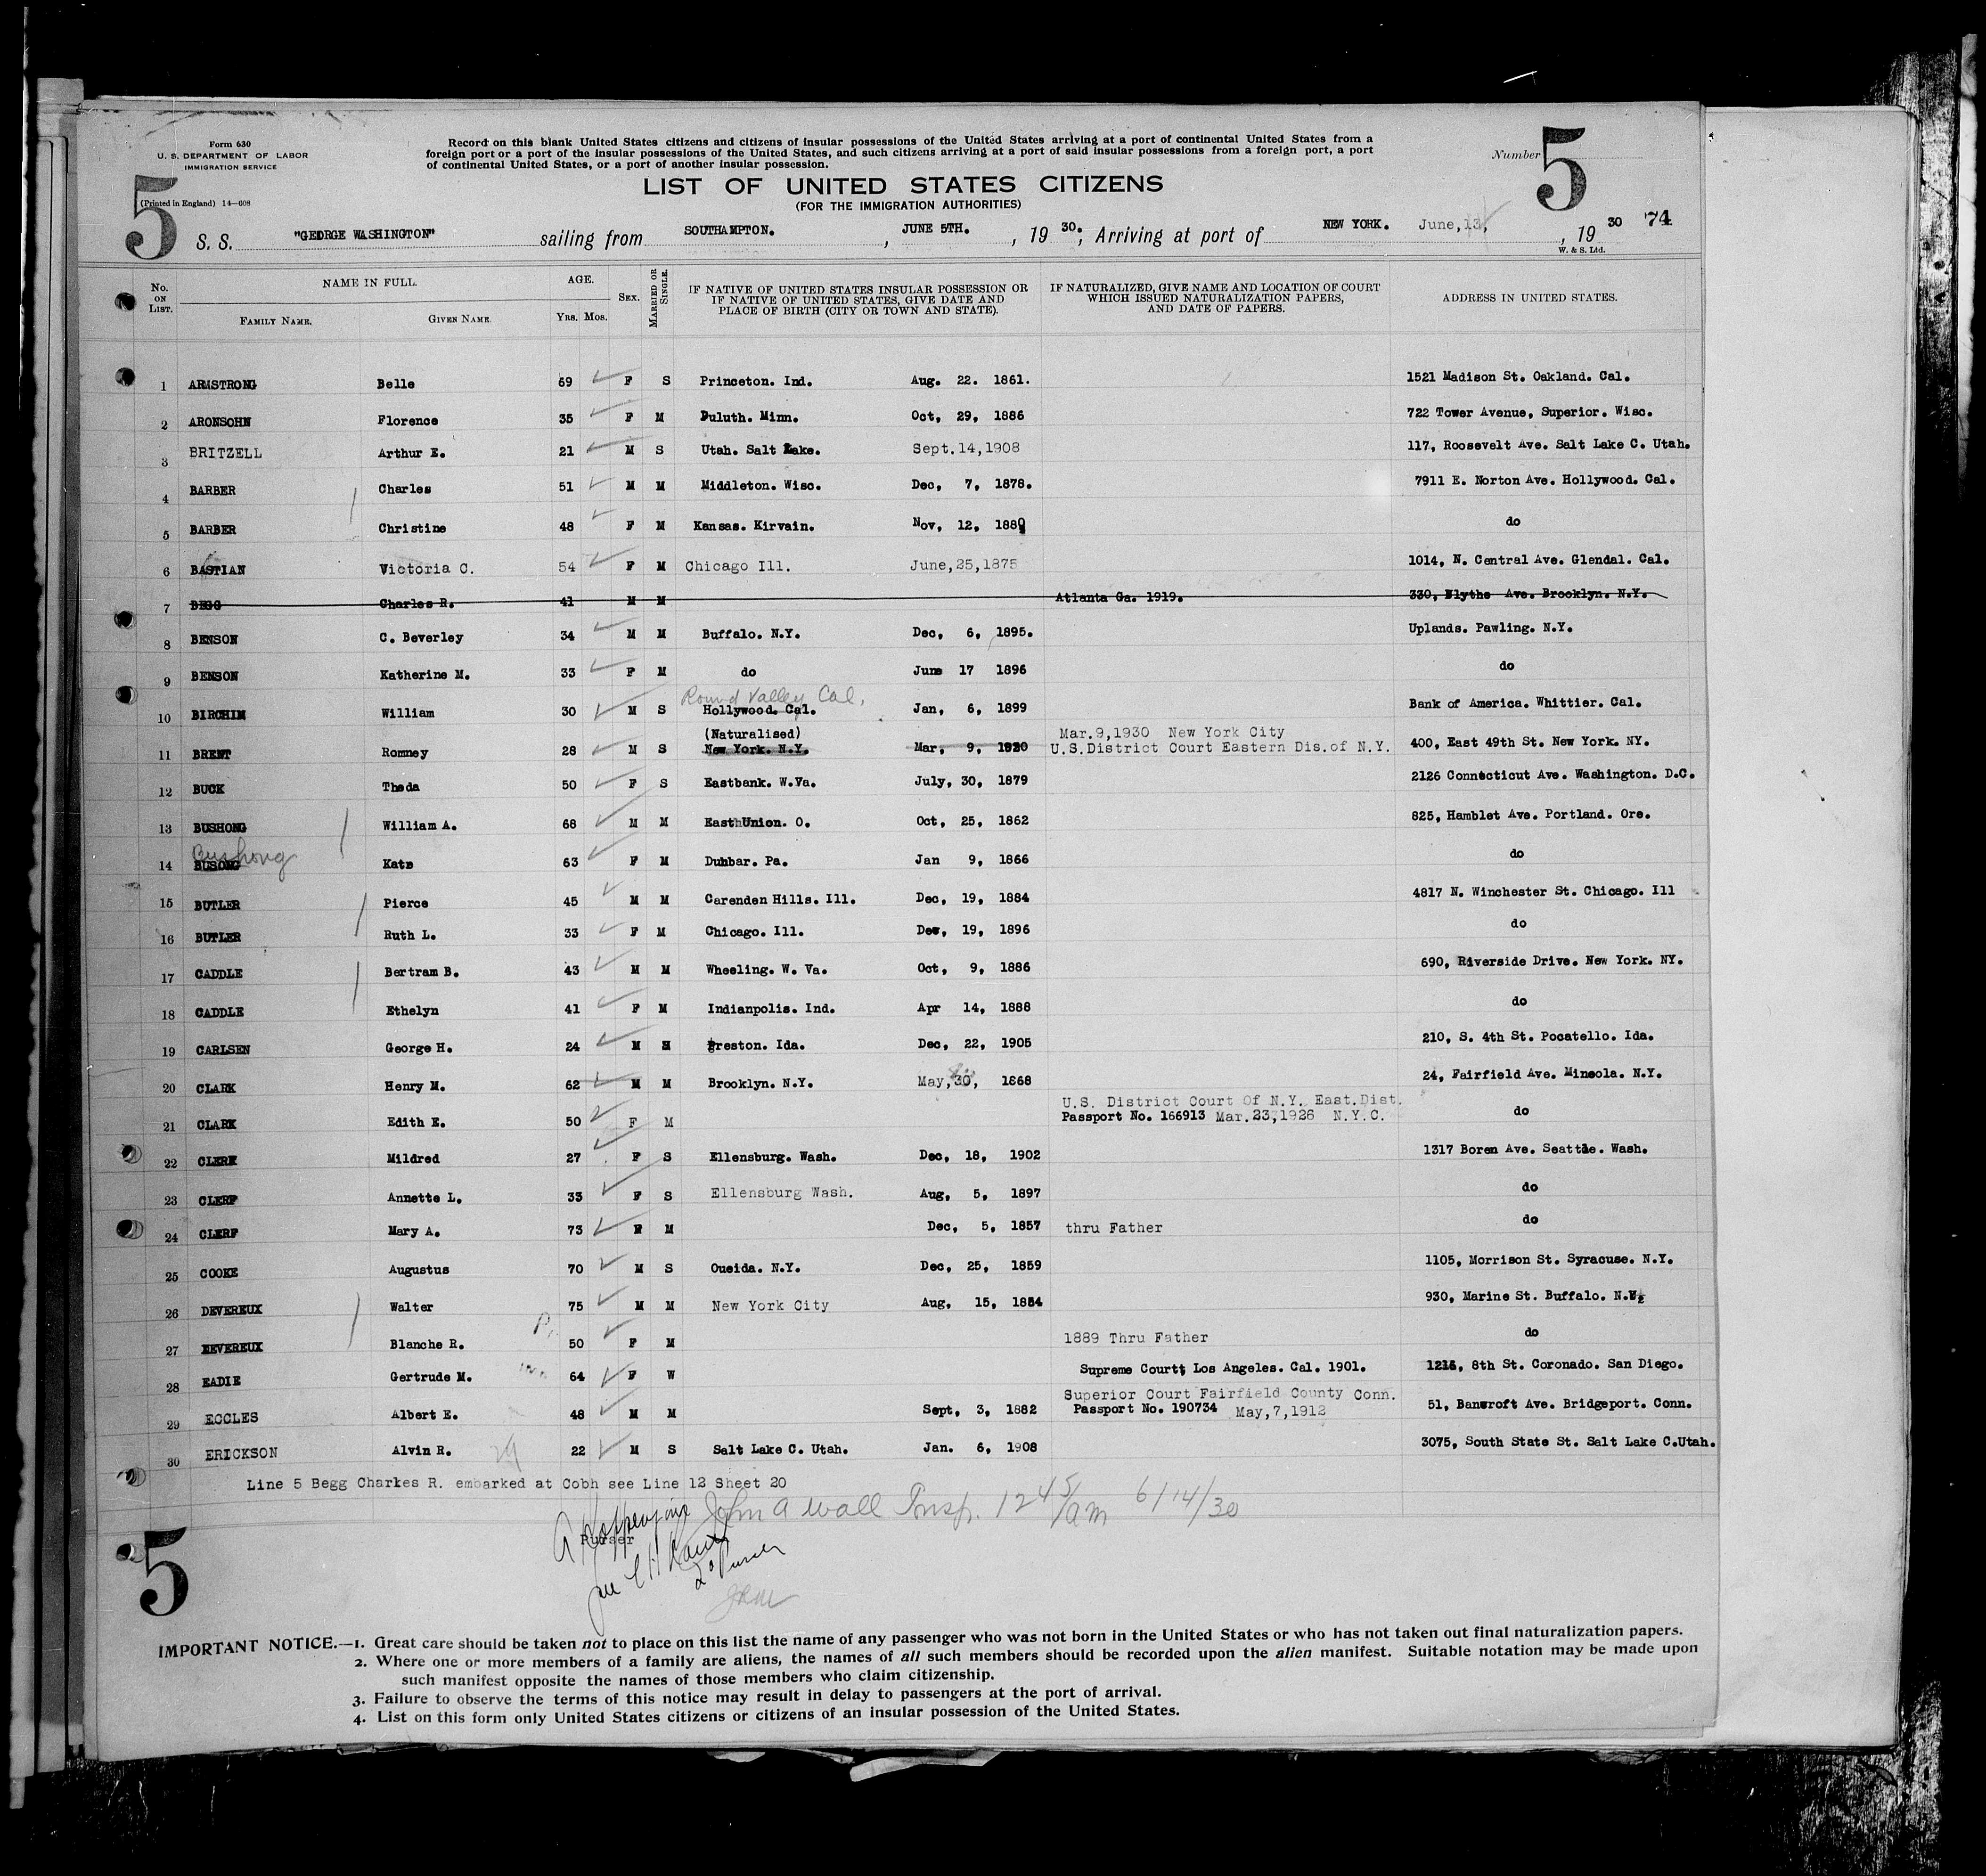 Form 630
U. S. DEPARTMENT OF LABOR
IMMIGRATION SERVICE
(Printed in England) 14—608
5
Record on this blank United States citizens and citizens of insular possessions of the United States arriving at a port of continental United States from a
foreign port or a port of the insular possessions of the United States, and such citizens arriving at a port of said insular possessions from a foreign port, a port
of continental United States, or a port of another insular possession.
LIST OF UNITED STATES CITIZENS
(FOR THE IMMIGRATION AUTHORITIES)
Number 5
S. S. "GEORGE WASHINGTON" sailing from SOUTHAMPTON. , JUNE 5TH. , 19 30., Arriving at port of NEW YORK. June,13, , 19 30 74
W. & S. Ltd.
No. ON LIST. NAME IN FULL. FAMILY NAME. GIVEN NAME. AGE. Yrs. Mos. SEX. MARRIED OR SINGLE. IF NATIVE OF UNITED STATES INSULAR POSSESSION OR IF NATIVE OF UNITED STATES, GIVE DATE AND PLACE OF BIRTH (CITY OR TOWN AND STATE). IF NATURALIZED, GIVE NAME AND LOCATION OF COURT WHICH ISSUED NATURALIZATION PAPERS, AND DATE OF PAPERS. ADDRESS IN UNITED STATES.
1 ARMSTRONG Belle 69 F S Princeton. Ind. Aug. 22. 1861. 1521 Madison St. Oakland. Cal.
2 ARONSOHN Florence 35 F M Duluth. Minn. Oct, 29, 1886 722 Tower Avenue, Superior. Wisc.
3 BRITZELL Arthur E. 21 M S Utah. Salt Lake. Sept.14,1908 117, Roosevelt Ave. Salt Lake C. Utah.
4 BARBER Charles 51 M M Middleton. Wisc. Dec, 7, 1878. 7911 E. Norton Ave. Hollywood. Cal.
5 BARBER Christine 48 F M Kansas. Kirvain. Nov, 12, do
6 BASTIAN Victoria C. 54 F M Chicago Ill. June,25,1875 1014, N. Central Ave. Glendal. Cal.
7 BEGG Charles R. 41 M M Atlanta Ga. 1919. 330, Blythe Ave. Brooklyn. N.Y.
8 BENSON C. Beverley 34 M M Buffalo. N.Y. Dec, 6, 1895. Uplands. Pawling. N.Y.
9 BENSON Katherine M. 33 F M do June 17 1896 do
Round Valley Cal,
10 BIRCHIM William 30 M S Hollywood. Cal. Jan, 6, 1899 Bank of America. Whittier. Cal.
(Naturalised) Mar.9,1930 New York City
11 BRENT Romney 28 M S New York. N.Y. Mar, 9, U.S.District Court Eastern Dis.of N.Y. 400, East 49th St. New York. NY.
12 BUCK Theda 50 F S Eastbank. W.Va. July, 30, 1879 2126 Connecticut Ave. Washington. D.C.
13 BUSHONG William A. 68 M M East Union. O. Oct, 25, 1862 825, Hamblet Ave. Portland. Ore.
Bushong
14 BUSONG Kate 63 F M Dunbar. Pa. Jan 9, 1866 do
15 BUTLER Pierce 45 M M Carenden Hills. Ill. Dec, 19, 1884 4817 N. Winchester St. Chicago. Ill
16 BUTLER Ruth L. 33 F M Chicago. Ill. Dec, 19, 1896 do
17 CADDLE Bertram B. 43 M M Wheeling. W. Va. Oct, 9, 1886 690, Riverside Drive. New York. NY.
18 CADDLE Ethelyn 41 F M Indianpolis. Ind. Apr 14, 1888 do
19 CARLSEN George H. 24 M Preston. Ida. Dec, 22, 1905 210, S. 4th St. Pocatello. Ida.
20 CLARK Henry M. 62 M M Brooklyn. N.Y. May,30, 1868 24, Fairfield Ave. Mineola. N.Y.
U.S. District Court Of N.Y. East.Dist.
21 CLARK Edith E. 50 F M Passport No. 166913 Mar.23,1926 N.Y.C. do
22 CLERF Mildred 27 F S Ellensburg. Wash. Dec, 18, 1902 1317 Boren Ave. Seattle. Wash.
23 CLERF Annette L. 33 F S Ellensburg Wash. Aug, 5, 1897 do
24 CLERF Mary A. 73 F M Dec, 5, 1857 thru Father do
25 COOKE Augustus 70 M S Oueida. N.Y. Dec, 25, 1859 1105, Morrison St. Syracuse. N.Y.
26 DEVEREUX Walter 75 M M New York City Aug, 15, 1854 930, Marine St. Buffalo. N.Y.
27 DEVEREUX Blanche R. 50 F M 1889 Thru Father do
28 EADIE Gertrude M. 64 F W Supreme Court Los Angeles. Cal. 1901. 1215, 8th St. Coronado. San Diego.
Superior Court Fairfield County Conn.
29 ECCLES Albert E. 48 M M Sept, 3, 1882 Passport No. 190734 May,7,1912 51, Bancroft Ave. Bridgeport. Conn.
30 ERICKSON Alvin R. 22 M S Salt Lake C. Utah. Jan. 6, 1908 3075, South State St. Salt Lake C.Utah.
Line 5 Begg Charles R. embarked at Cobh see Line 12 Sheet 20
John A Wall Insp. 12 45/am 6/14/30
Purser
5
IMPORTANT NOTICE.—1. Great care should be taken not to place on this list the name of any passenger who was not born in the United States or who has not taken out final naturalization papers.
2. Where one or more members of a family are aliens, the names of all such members should be recorded upon the alien manifest. Suitable notation may be made upon
such manifest opposite the names of those members who claim citizenship.
3. Failure to observe the terms of this notice may result in delay to passengers at the port of arrival.
4. List on this form only United States citizens or citizens of an insular possession of the United States.